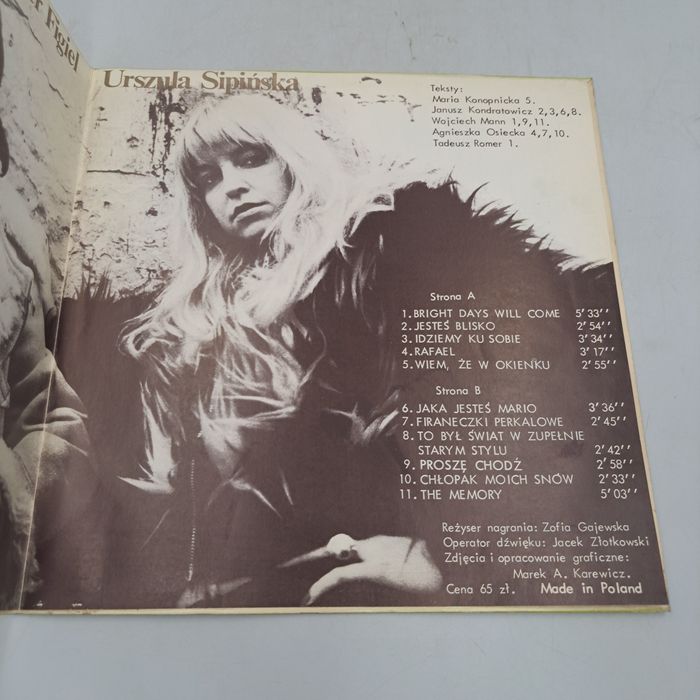 er Figiel
Urszula Sipińska
Teksty:
Maria Konopnicka 5.
Janusz Kondratowicz 2,3,6,8.
Wojciech Mann 1,9,11.
Agnieszka Osiecka 4,7,10.
Tadeusz Romer 1.
Strona A
1. BRIGHT DAYS WILL COME 5'33''
2. JESTEŚ BLISKO 2'54''
3. IDZIEMY KU SOBIE 3'34''
4. RAFAEL 3'17''
5. WIEM, ŻE W OKIENKU 2'55''
Strona B
6. JAKA JESTEŚ MARIO 3'36''
7. FIRANECZKI PERKALOWE 2'45''
8. TO BYŁ ŚWIAT W ZUPEŁNIE
STARYM STYLU 2'42''
9. PROSZĘ CHODŹ 2'58''
10. CHŁOPAK MOICH SNÓW 2'33''
11. THE MEMORY 5'03''
Reżyser nagrania: Zofia Gajewska
Operator dźwięku: Jacek Złotkowski
Zdjęcia i opracowanie graficzne:
Marek A. Karewicz.
Cena 65 zł. Made in Poland